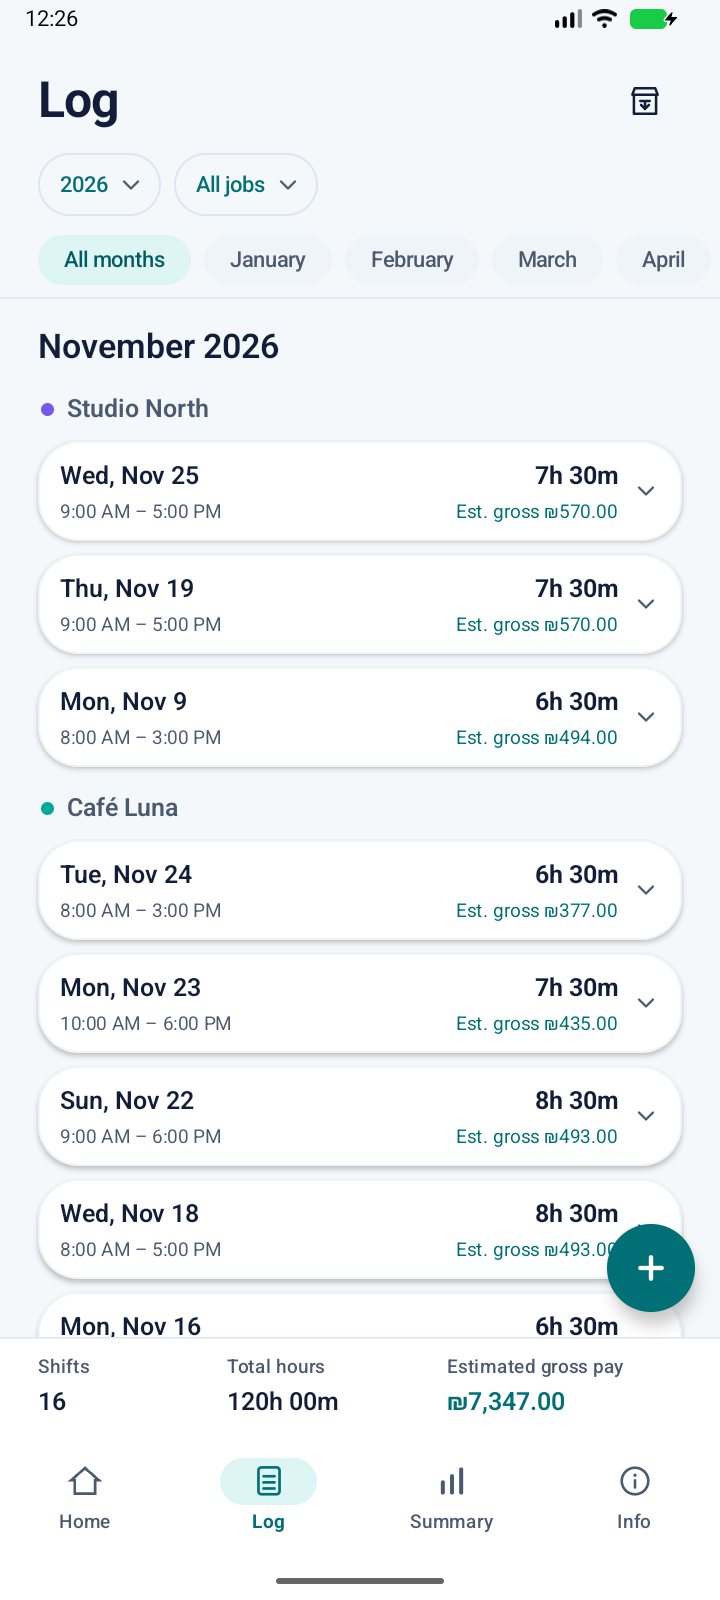 12:26
Log
2026
All jobs
All months
January
February
March
April
November 2026
Studio North
Wed, Nov 25
7h 30m
9:00 AM – 5:00 PM
Est. gross ₪570.00
Thu, Nov 19
7h 30m
9:00 AM – 5:00 PM
Est. gross ₪570.00
Mon, Nov 9
6h 30m
8:00 AM – 3:00 PM
Est. gross ₪494.00
Café Luna
Tue, Nov 24
6h 30m
8:00 AM – 3:00 PM
Est. gross ₪377.00
Mon, Nov 23
7h 30m
10:00 AM – 6:00 PM
Est. gross ₪435.00
Sun, Nov 22
8h 30m
9:00 AM – 6:00 PM
Est. gross ₪493.00
Wed, Nov 18
8h 30m
8:00 AM – 5:00 PM
Est. gross ₪493.00
Mon, Nov 16
6h 30m
Shifts
Total hours
Estimated gross pay
16
120h 00m
₪7,347.00
Home
Log
Summary
Info